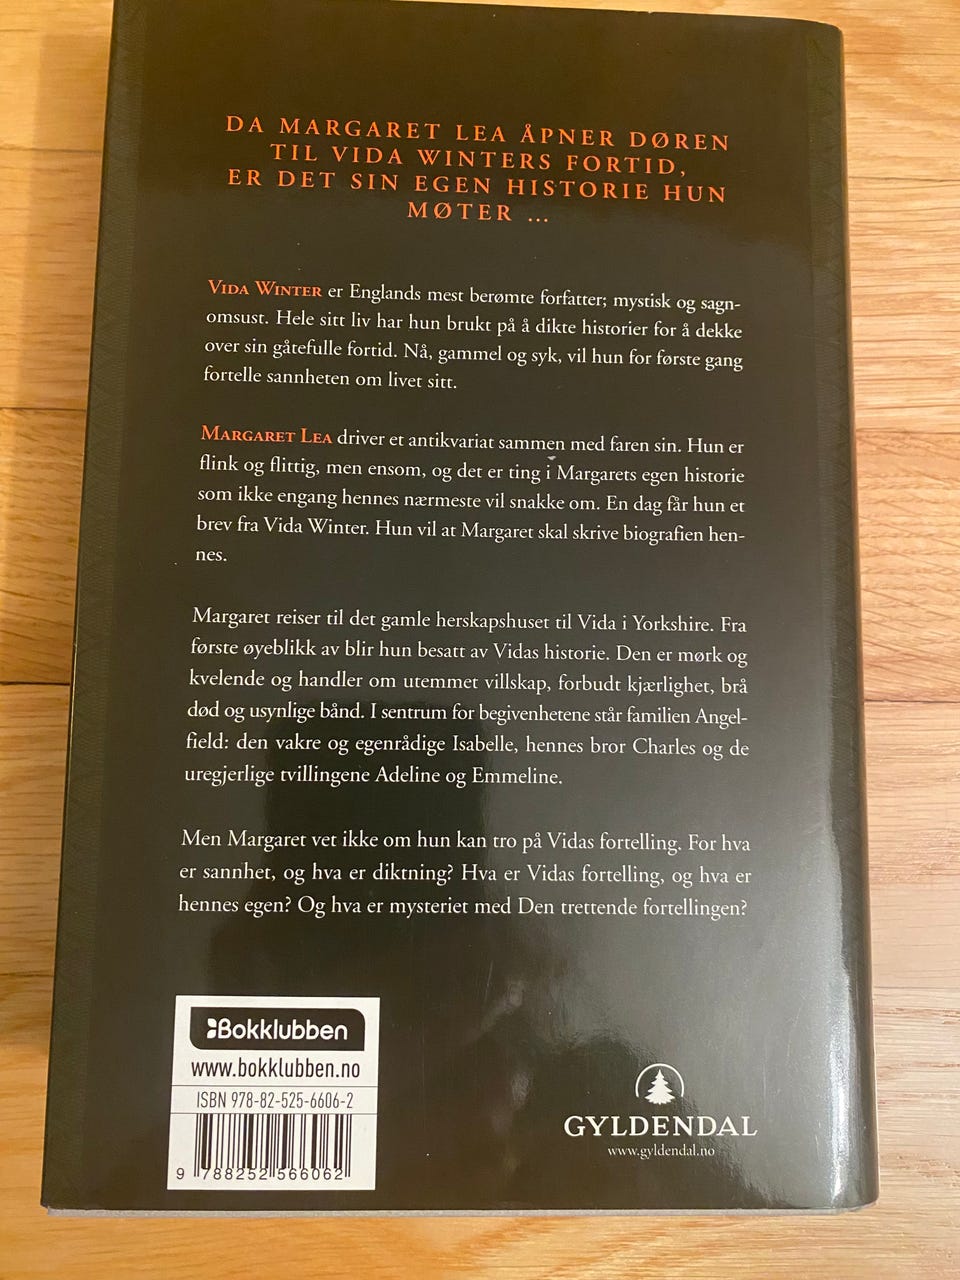 DA MARGARET LEA ÅPNER DØREN
TIL VIDA WINTERS FORTID,
ER DET SIN EGEN HISTORIE HUN
MØTER ...
VIDA WINTER er Englands mest berømte forfatter; mystisk og sagn-
omsust. Hele sitt liv har hun brukt på å dikte historier for å dekke
over sin gåtefulle fortid. Nå, gammel og syk, vil hun for første gang
fortelle sannheten om livet sitt.
MARGARET LEA driver et antikvariat sammen med faren sin. Hun er
flink og flittig, men ensom, og det er ting i Margarets egen historie
som ikke engang hennes nærmeste vil snakke om. En dag får hun et
brev fra Vida Winter. Hun vil at Margaret skal skrive biografien hen-
nes.
Margaret reiser til det gamle herskapshuset til Vida i Yorkshire. Fra
første øyeblikk av blir hun besatt av Vidas historie. Den er mørk og
kvelende og handler om utemmet villskap, forbudt kjærlighet, brå
død og usynlige bånd. I sentrum for begivenhetene står familien Angel-
field: den vakre og egenrådige Isabelle, hennes bror Charles og de
uregjerlige tvillingene Adeline og Emmeline.
Men Margaret vet ikke om hun kan tro på Vidas fortelling. For hva
er sannhet, og hva er diktning? Hva er Vidas fortelling, og hva er
hennes egen? Og hva er mysteriet med Den trettende fortellingen?
Bokklubben
www.bokklubben.no
ISBN 978-82-525-6606-2
9 788252 566062
GYLDENDAL
www.gyldendal.no